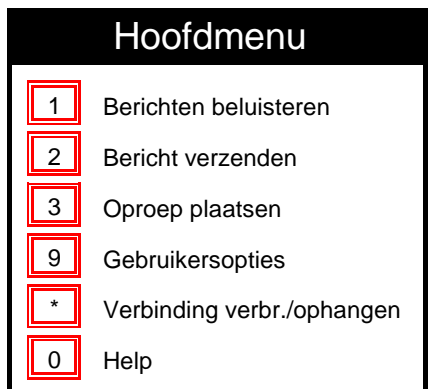 Hoofdmenu
1 Berichten beluisteren
2 Bericht verzenden
3 Oproep plaatsen
9 Gebruikersopties
* Verbinding verbr./ophangen
0 Help